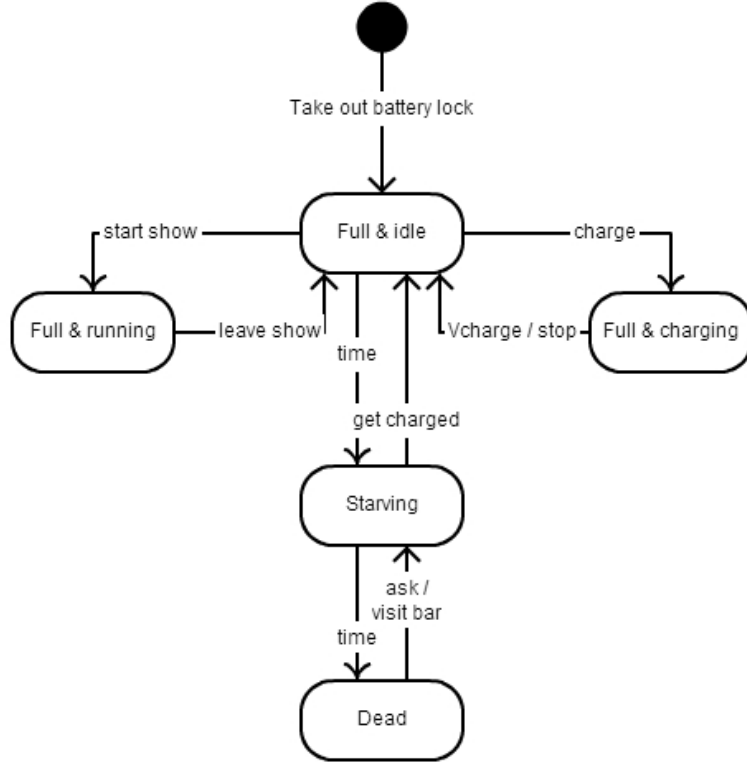 Take out battery lock
Full & idle
start show
charge
Full & running
leave show
Vcharge / stop
Full & charging
time
get charged
Starving
ask /
visit bar
time
Dead